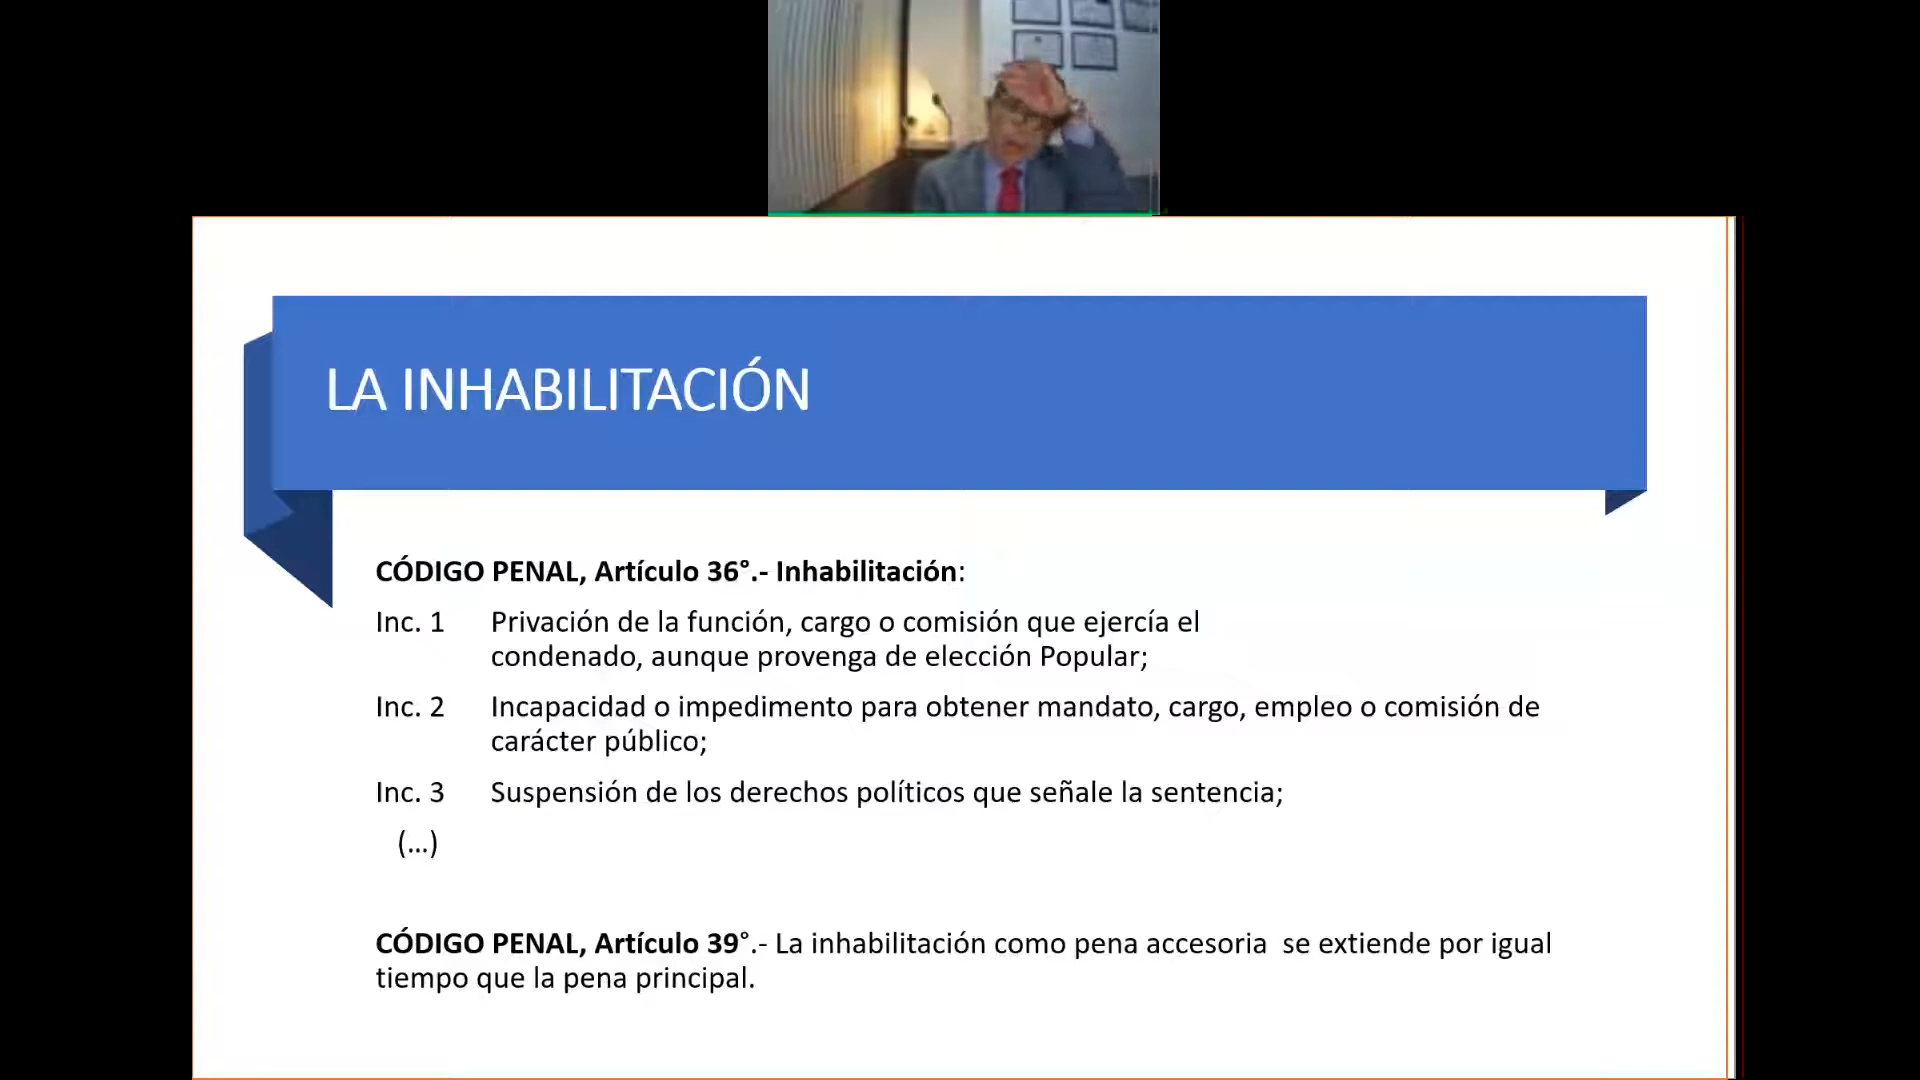 LA INHABILITACIÓN
CÓDIGO PENAL, Artículo 36°.- Inhabilitación:
Inc. 1 Privación de la función, cargo o comisión que ejercía el
condenado, aunque provenga de elección Popular;
Inc. 2 Incapacidad o impedimento para obtener mandato, cargo, empleo o comisión de
carácter público;
Inc. 3 Suspensión de los derechos políticos que señale la sentencia;
(...)
CÓDIGO PENAL, Artículo 39°.- La inhabilitación como pena accesoria se extiende por igual
tiempo que la pena principal.